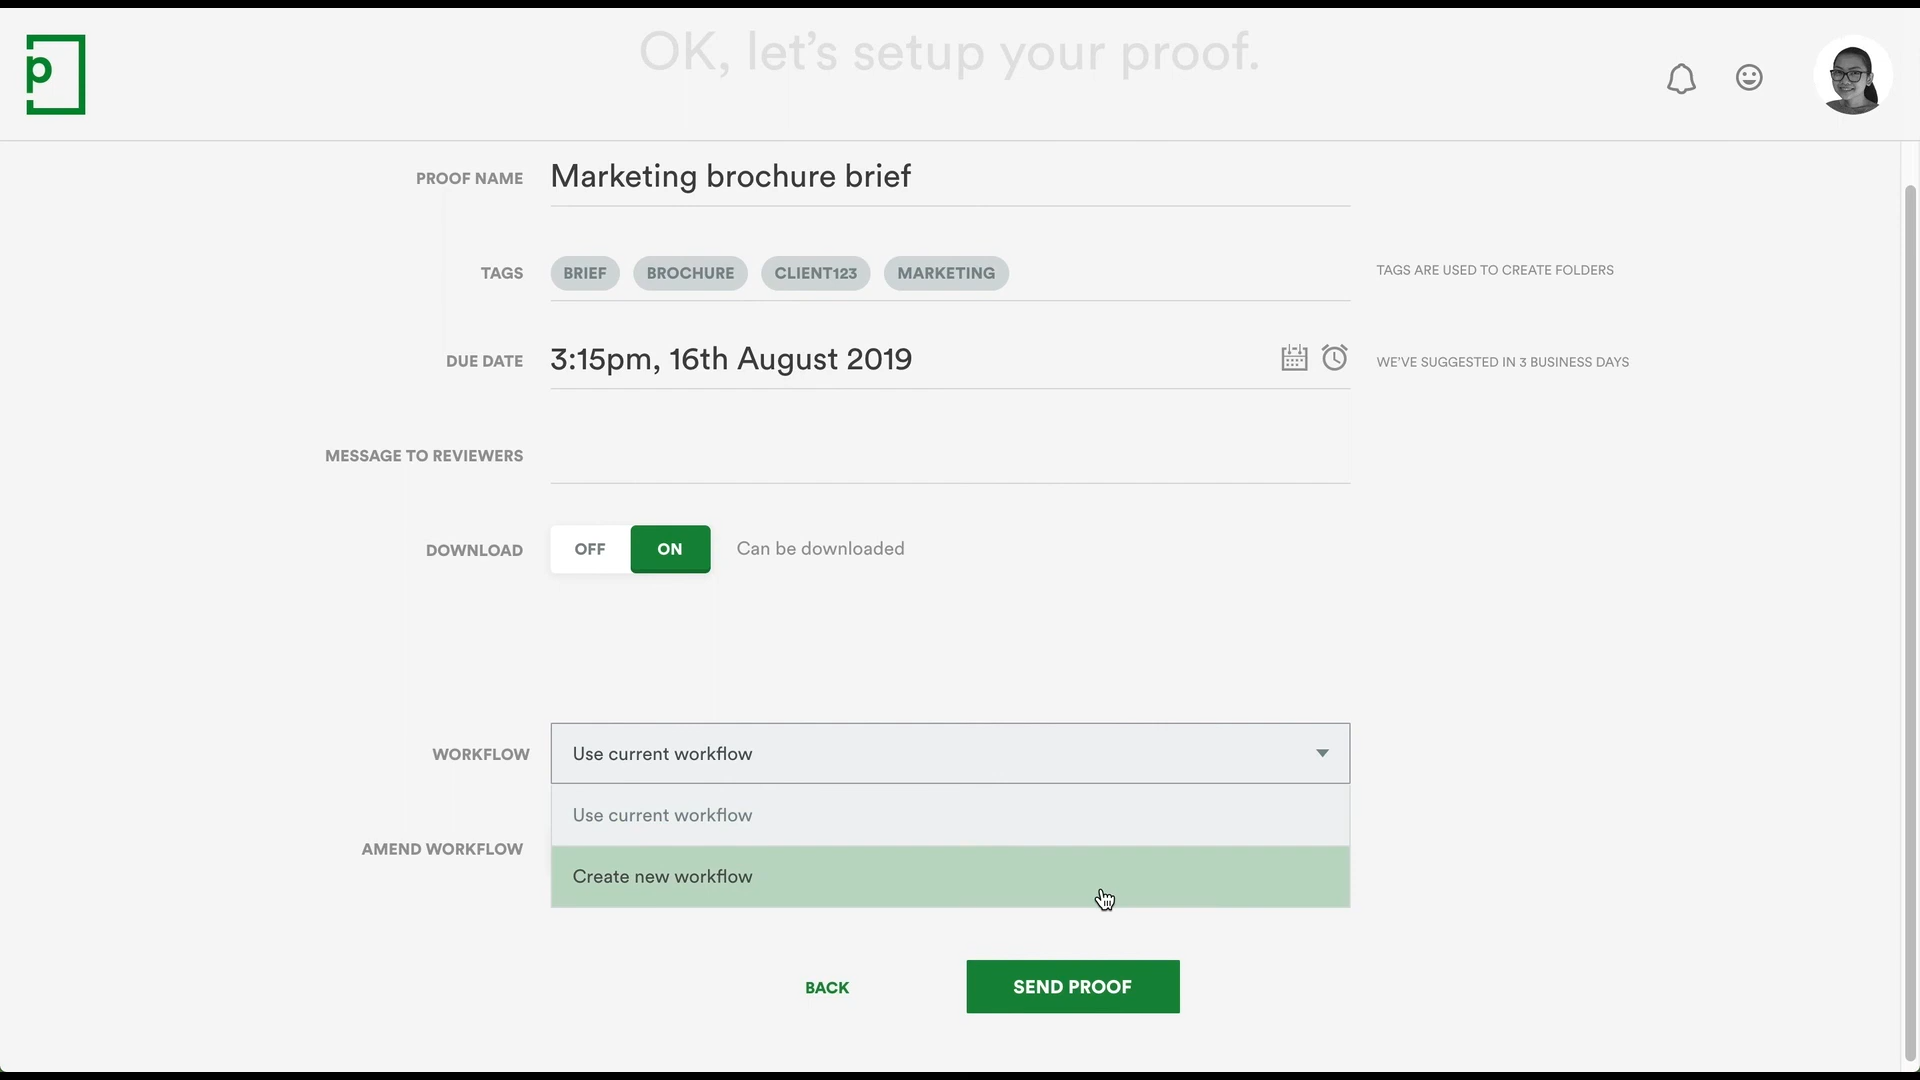 OK, let's setup your proof.
p
PROOF NAME Marketing brochure brief
TAGS BRIEF BROCHURE CLIENT123 MARKETING TAGS ARE USED TO CREATE FOLDERS
DUE DATE 3:15pm, 16th August 2019 WE'VE SUGGESTED IN 3 BUSINESS DAYS
MESSAGE TO REVIEWERS
DOWNLOAD OFF ON Can be downloaded
WORKFLOW Use current workflow
Use current workflow
AMEND WORKFLOW
Create new workflow
BACK SEND PROOF